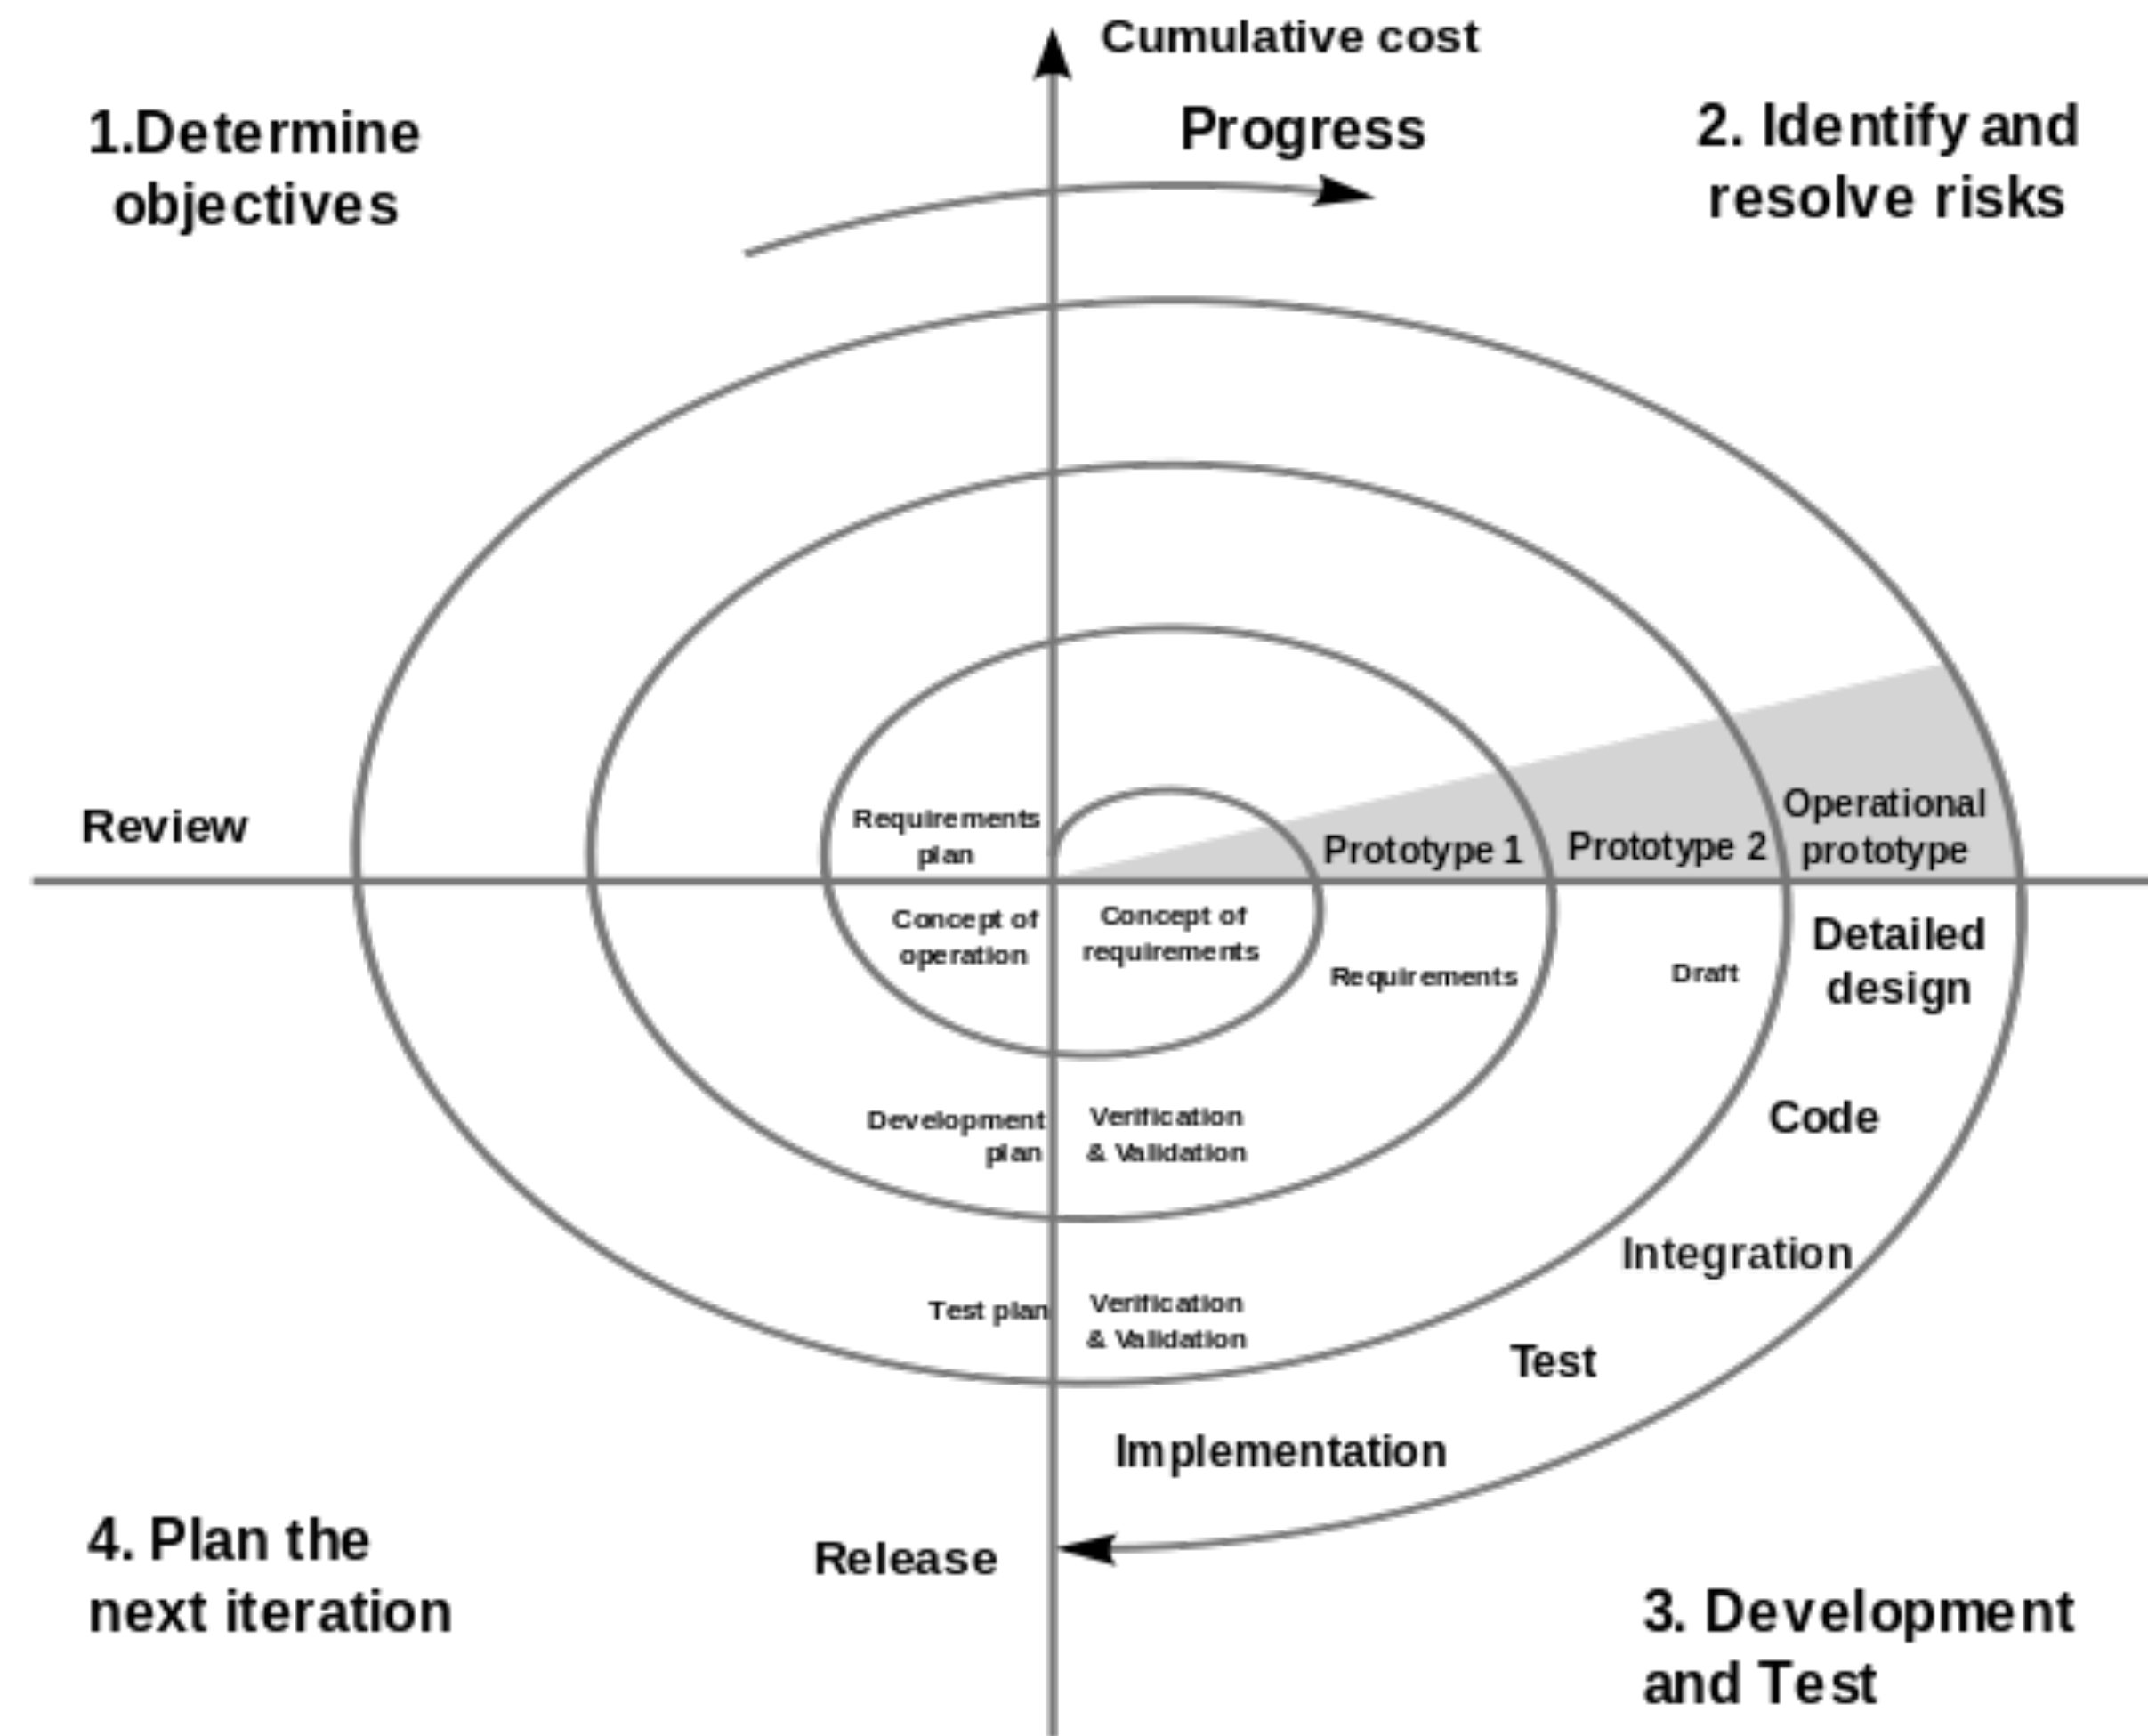 Cumulative cost
Progress
1.Determine
objectives
2. Identify and
resolve risks
Review
Requirements
plan
Prototype 1
Prototype 2
Operational
prototype
Concept of
operation
Concept of
requirements
Requirements
Draft
Detailed
design
Development
plan
Verification
& Validation
Code
Integration
Test plan
Verification
& Validation
Test
Implementation
Release
4. Plan the
next iteration
3. Development
and Test